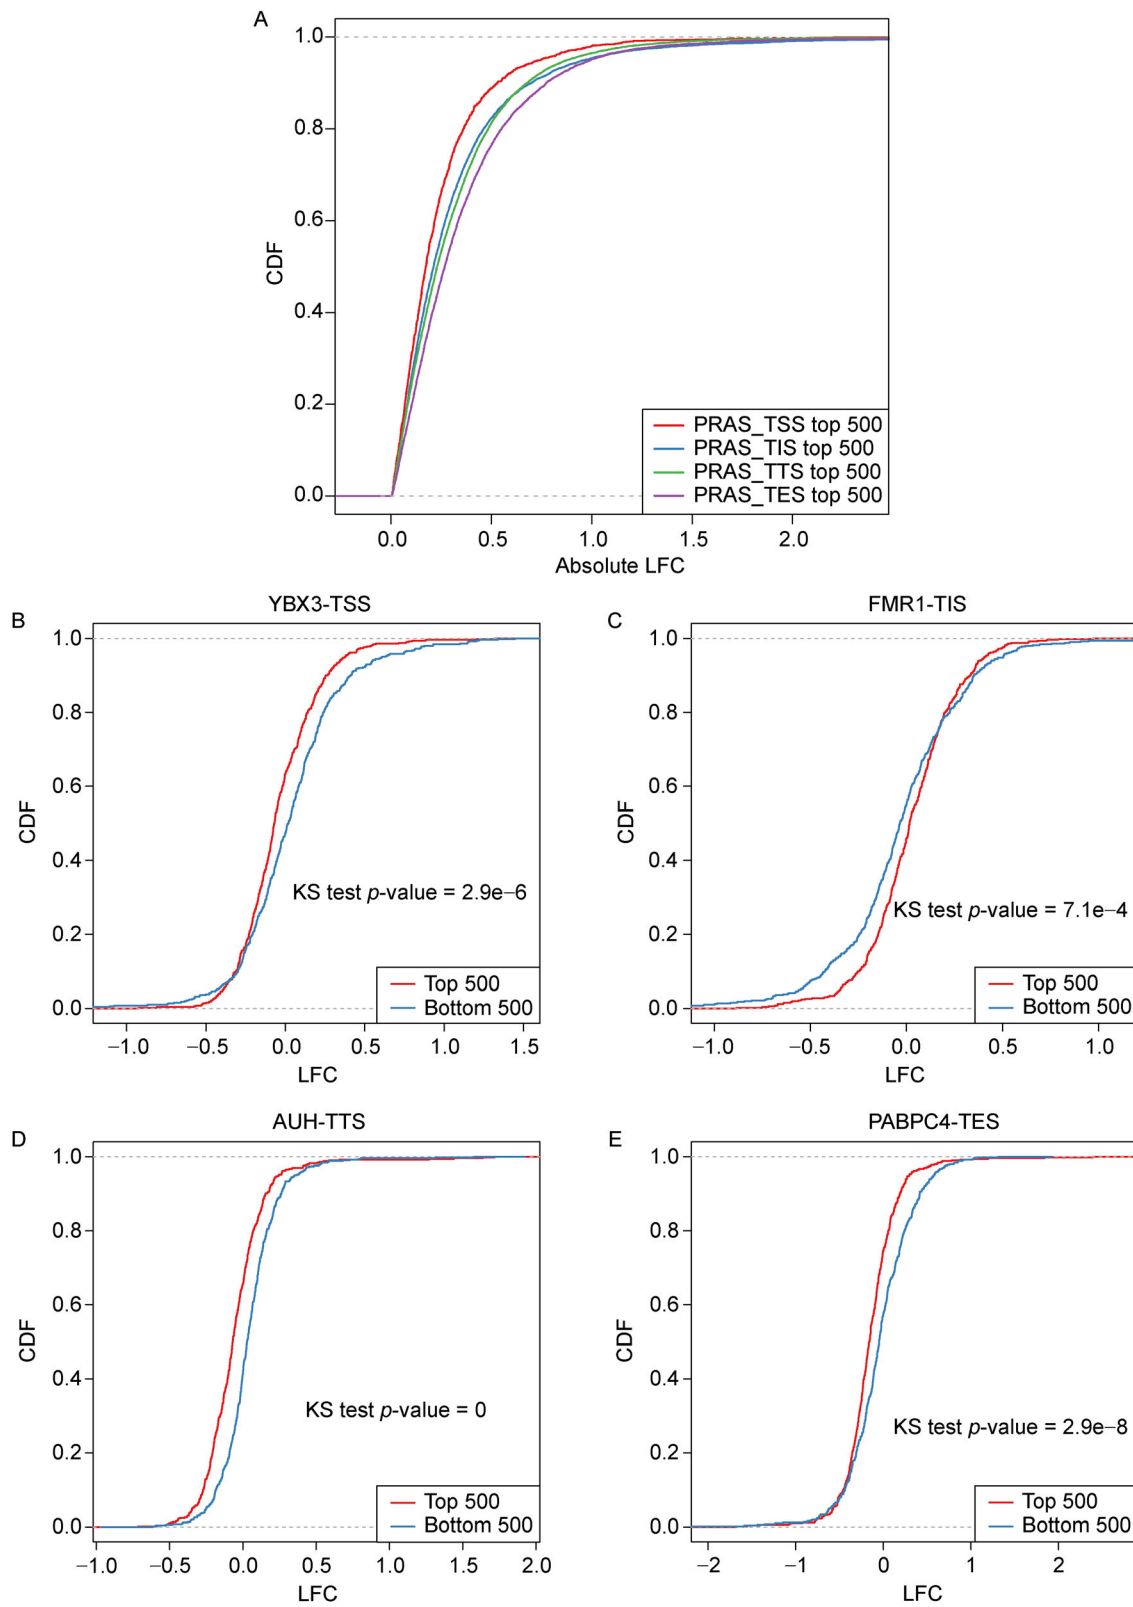 A
1.0
0.8
0.6
0.4
0.2
0.0
CDF
0.0 0.5 1.0 1.5 2.0
Absolute LFC
PRAS_TSS top 500
PRAS_TIS top 500
PRAS_TTS top 500
PRAS_TES top 500
B
YBX3-TSS
1.0
0.8
0.6
0.4
0.2
0.0
CDF
KS test p-value = 2.9e−6
Top 500
Bottom 500
−1.0 −0.5 0.0 0.5 1.0 1.5
LFC
C
FMR1-TIS
1.0
0.8
0.6
0.4
0.2
0.0
CDF
KS test p-value = 7.1e−4
Top 500
Bottom 500
−1.0 −0.5 0.0 0.5 1.0
LFC
D
AUH-TTS
1.0
0.8
0.6
0.4
0.2
0.0
CDF
KS test p-value = 0
Top 500
Bottom 500
−1.0 −0.5 0.0 0.5 1.0 1.5 2.0
LFC
E
PABPC4-TES
1.0
0.8
0.6
0.4
0.2
0.0
CDF
KS test p-value = 2.9e−8
Top 500
Bottom 500
−2 −1 0 1 2
LFC